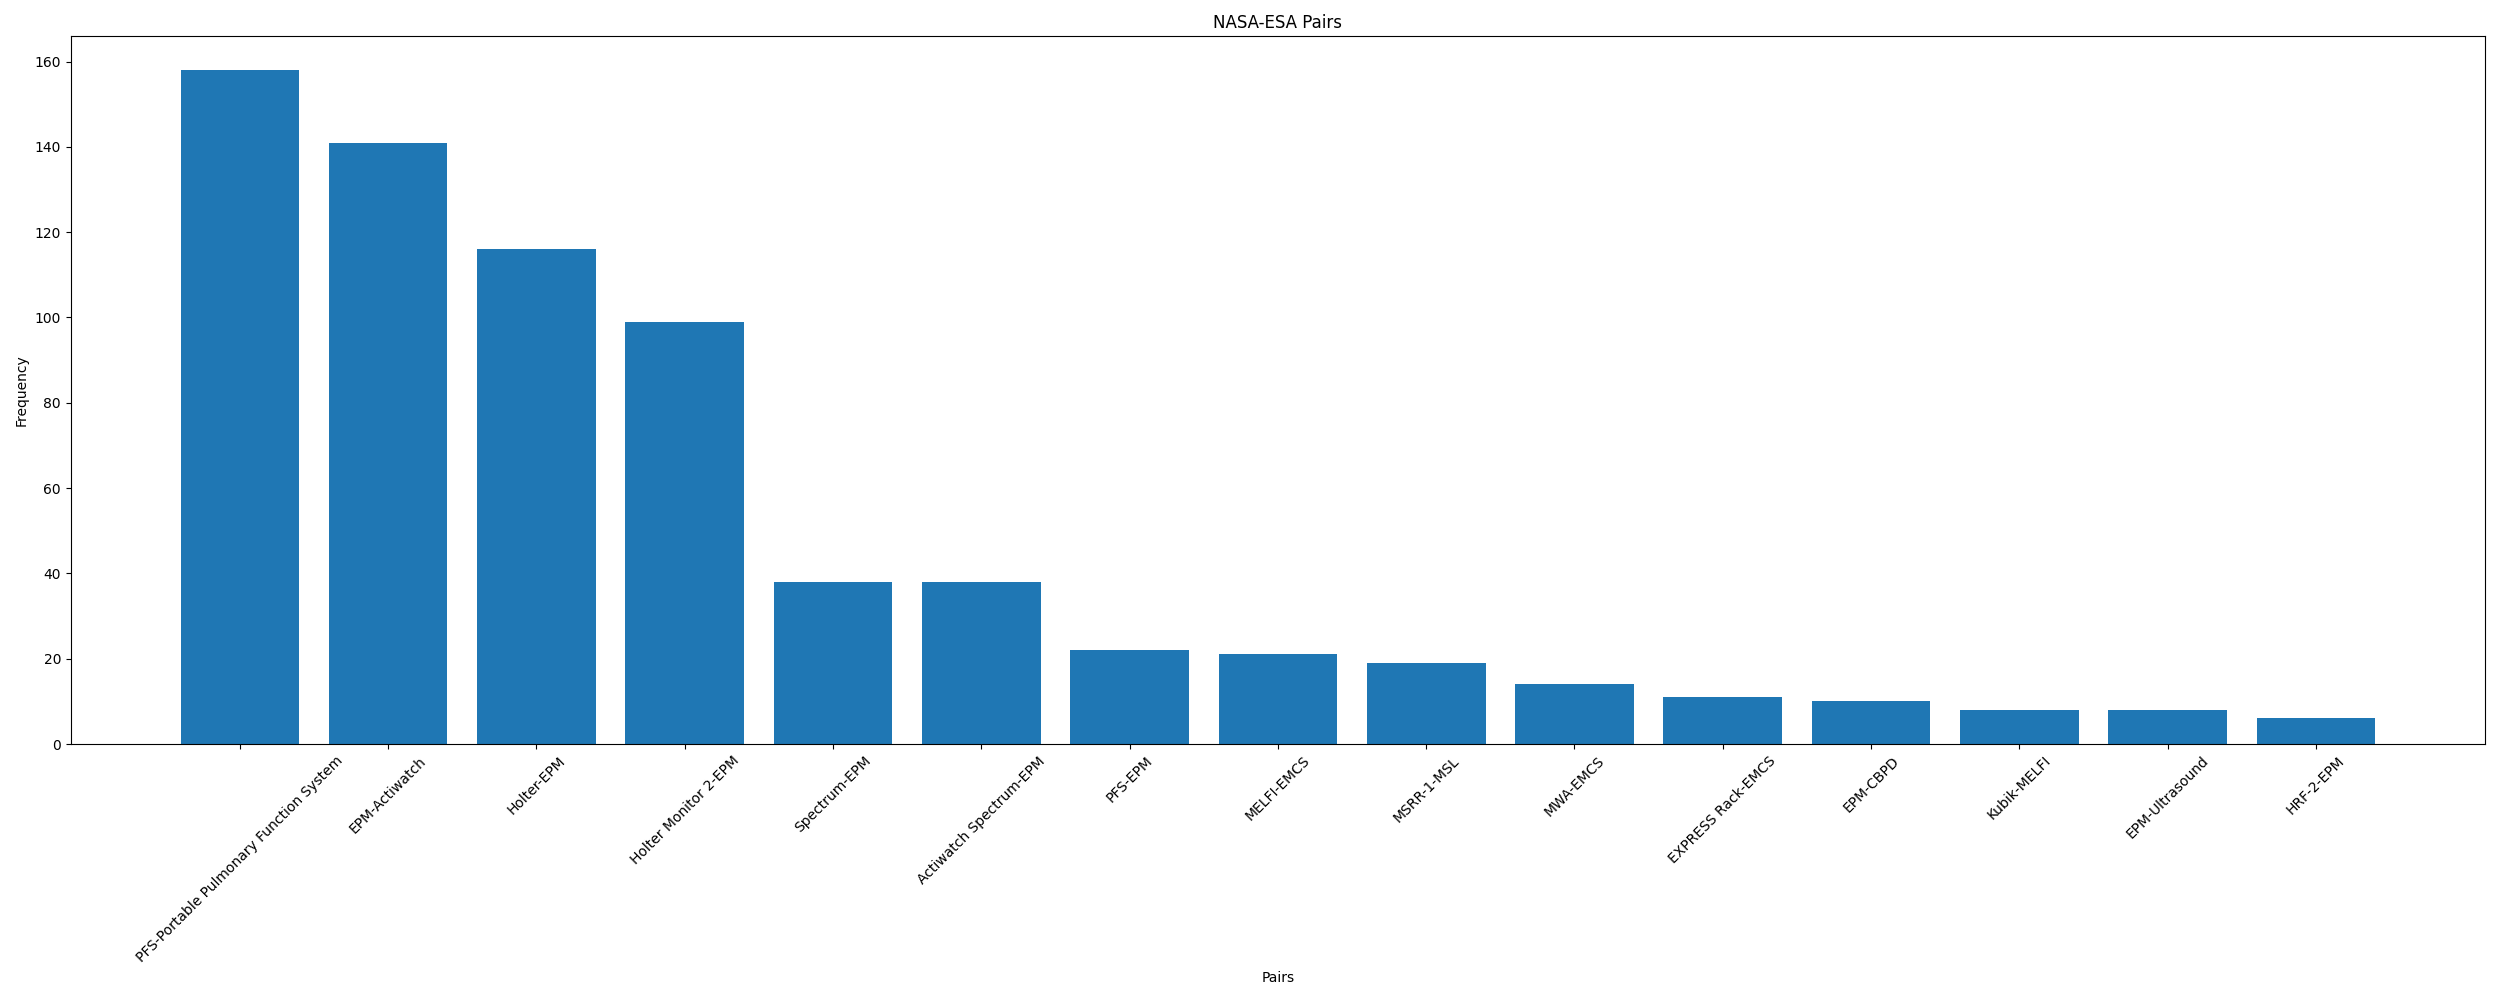 NASA-ESA Pairs
160
140
120
100
80
60
40
20
0
Frequency
PFS-Portable Pulmonary Function System
EPM-Actiwatch
Holter-EPM
Holter Monitor 2-EPM
Spectrum-EPM
Actiwatch Spectrum-EPM
PFS-EPM
MELFI-EMCS
MSRR-1-MSL
MWA-EMCS
EXPRESS Rack-EMCS
EPM-CBPD
Kubik-MELFI
EPM-Ultrasound
HRF-2-EPM
Pairs